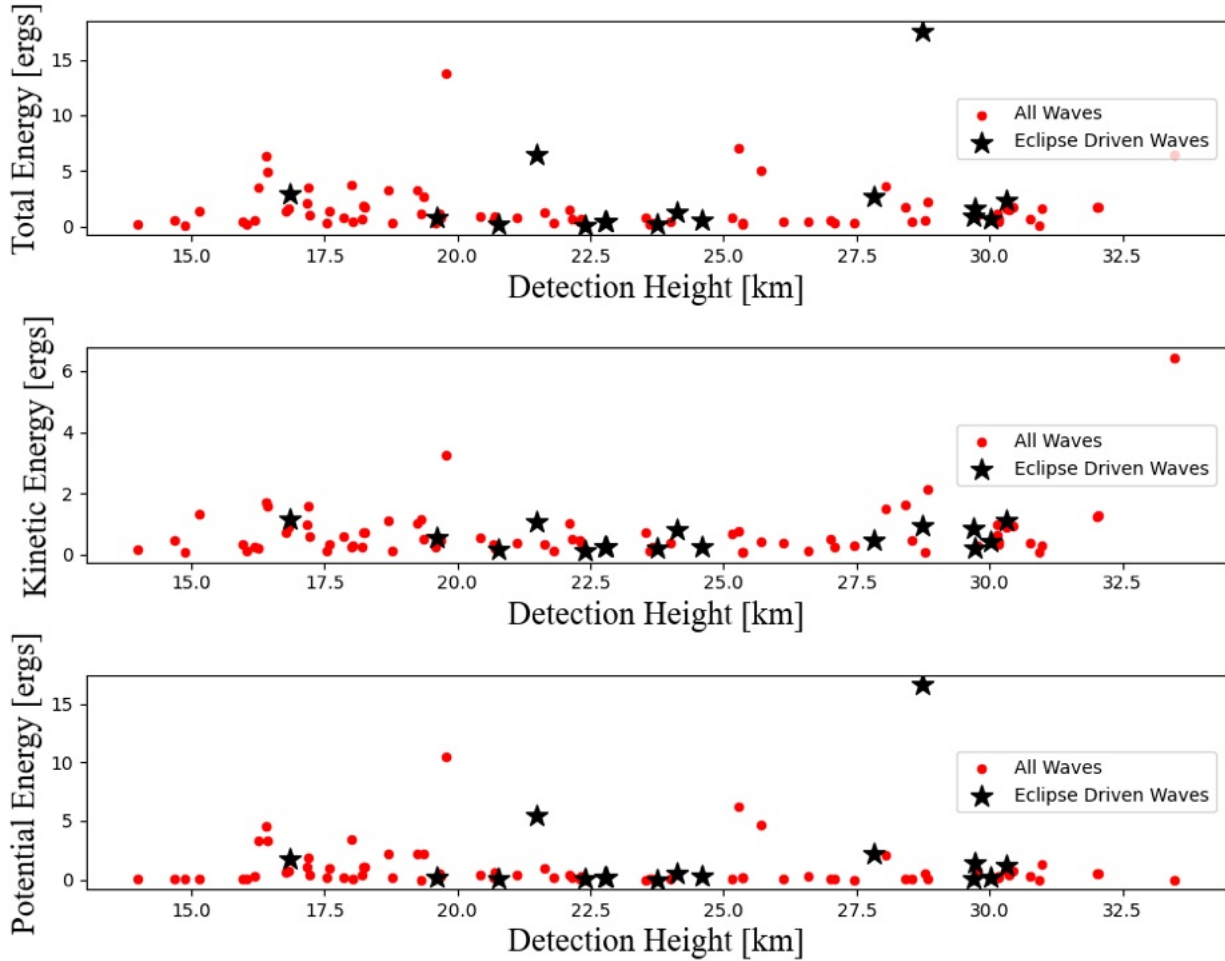 Total Energy [ergs]
15
10
5
0
All Waves
Eclipse Driven Waves
15.0 17.5 20.0 22.5 25.0 27.5 30.0 32.5
Detection Height [km]
Kinetic Energy [ergs]
6
4
2
0
All Waves
Eclipse Driven Waves
15.0 17.5 20.0 22.5 25.0 27.5 30.0 32.5
Detection Height [km]
Potential Energy [ergs]
15
10
5
0
All Waves
Eclipse Driven Waves
15.0 17.5 20.0 22.5 25.0 27.5 30.0 32.5
Detection Height [km]